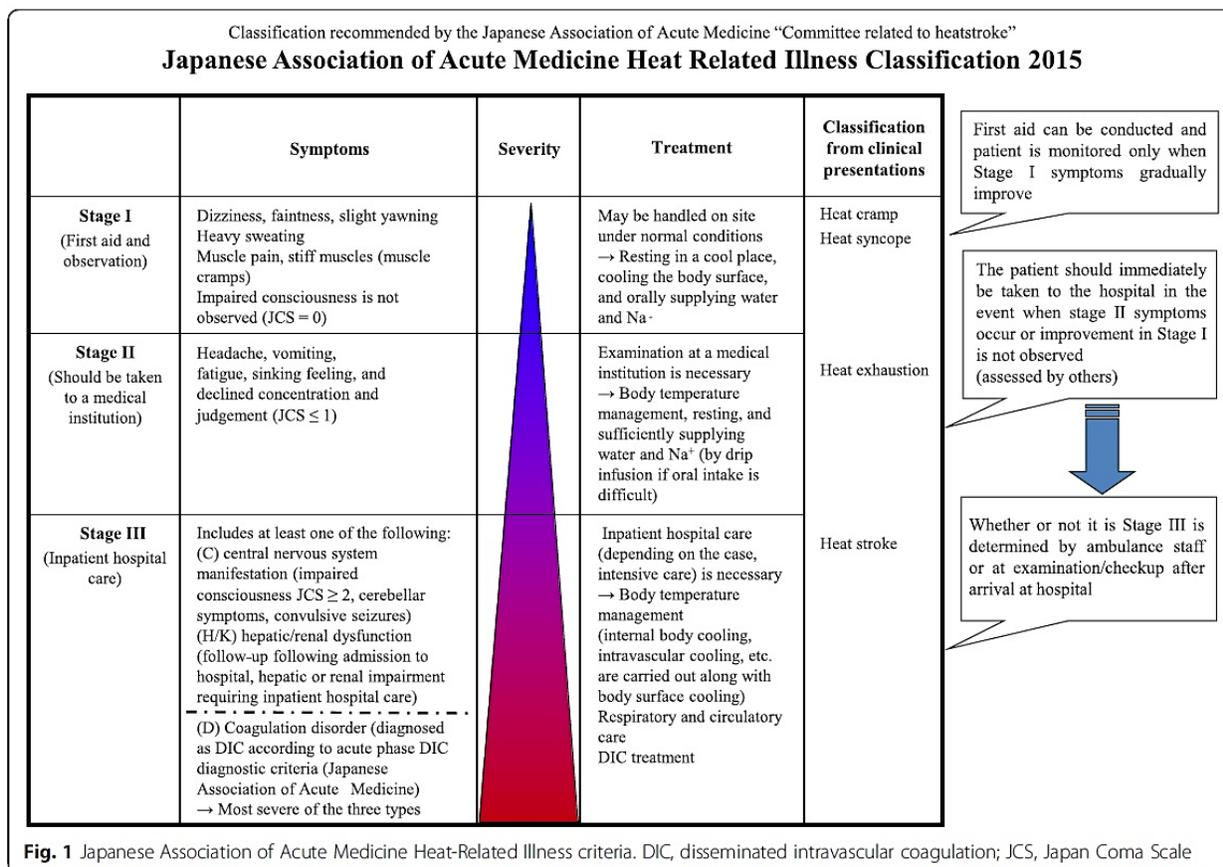 Classification recommended by the Japanese Association of Acute Medicine “Committee related to heatstroke”
Japanese Association of Acute Medicine Heat Related Illness Classification 2015
Symptoms
Severity
Treatment
Classification
from clinical
presentations
Stage I
(First aid and
observation)
Dizziness, faintness, slight yawning
Heavy sweating
Muscle pain, stiff muscles (muscle
cramps)
Impaired consciousness is not
observed (JCS = 0)
May be handled on site
under normal conditions
→ Resting in a cool place,
cooling the body surface,
and orally supplying water
and Na-
Heat cramp
Heat syncope
Stage II
(Should be taken
to a medical
institution)
Headache, vomiting,
fatigue, sinking feeling, and
declined concentration and
judgement (JCS ≤ 1)
Examination at a medical
institution is necessary
→ Body temperature
management, resting, and
sufficiently supplying
water and Na⁺ (by drip
infusion if oral intake is
difficult)
Heat exhaustion
Stage III
(Inpatient hospital
care)
Includes at least one of the following:
(C) central nervous system
manifestation (impaired
consciousness JCS ≥ 2, cerebellar
symptoms, convulsive seizures)
(H/K) hepatic/renal dysfunction
(follow-up following admission to
hospital, hepatic or renal impairment
requiring inpatient hospital care)
(D) Coagulation disorder (diagnosed
as DIC according to acute phase DIC
diagnostic criteria (Japanese
Association of Acute Medicine)
→ Most severe of the three types
Inpatient hospital care
(depending on the case,
intensive care) is necessary
→ Body temperature
management
(internal body cooling,
intravascular cooling, etc.
are carried out along with
body surface cooling)
Respiratory and circulatory
care
DIC treatment
Heat stroke
First aid can be conducted and
patient is monitored only when
Stage I symptoms gradually
improve
The patient should immediately
be taken to the hospital in the
event when stage II symptoms
occur or improvement in Stage I
is not observed
(assessed by others)
Whether or not it is Stage III is
determined by ambulance staff
or at examination/checkup after
arrival at hospital
Fig. 1 Japanese Association of Acute Medicine Heat-Related Illness criteria. DIC, disseminated intravascular coagulation; JCS, Japan Coma Scale